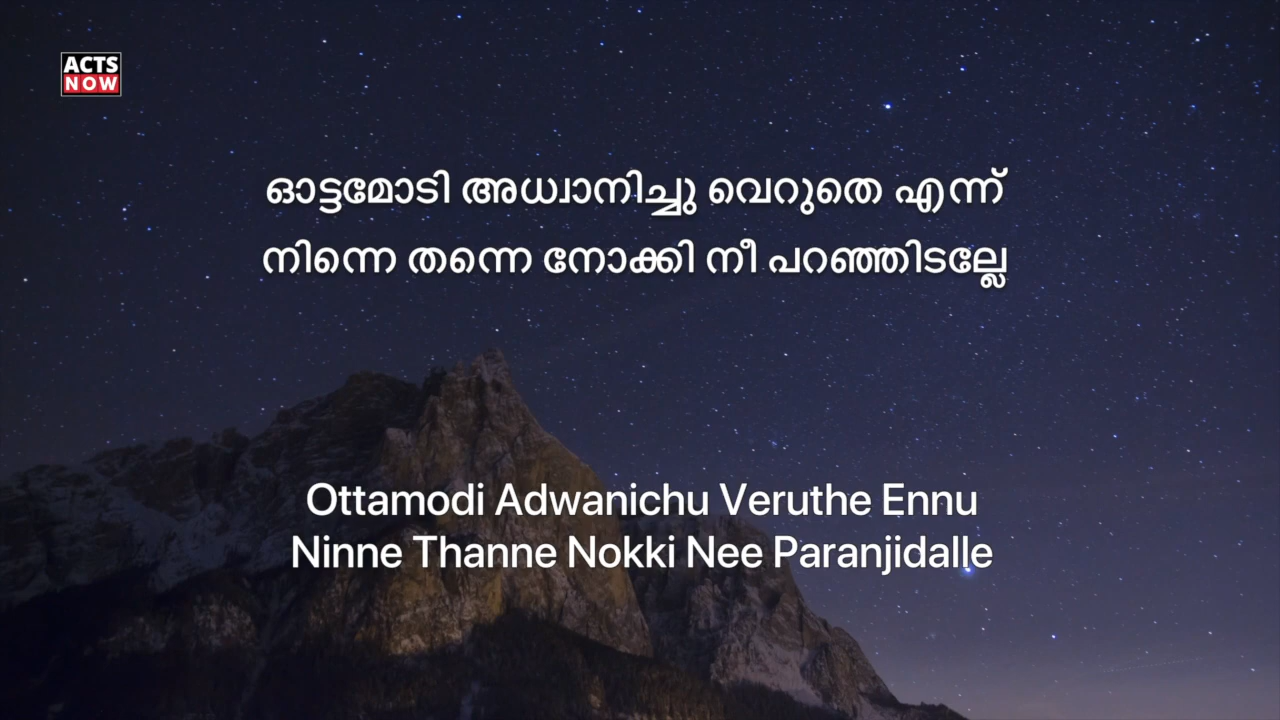 ACTS
NOW
ഓട്ടമോടി അധ്വാനിച്ചു വെറുതെ എന്ന്
നിന്നെ തന്നെ നോക്കി നീ പറഞ്ഞിടല്ലേ
Ottamodi Adwanichu Veruthe Ennu
Ninne Thanne Nokki Nee Paranjidalle